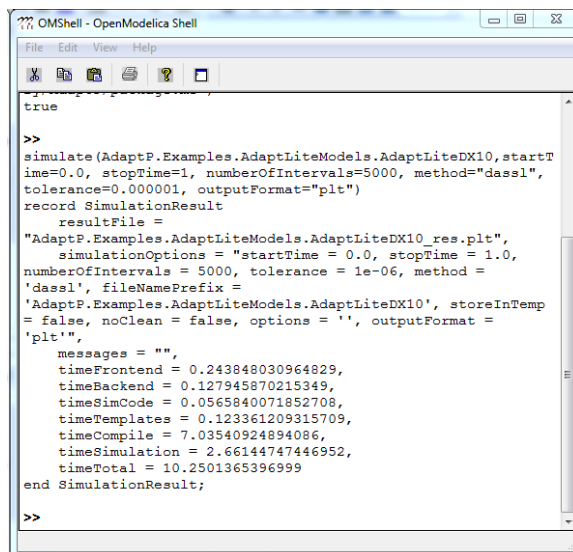 OMShell - OpenModelica Shell
File Edit View Help
true
>>
simulate(AdaptP.Examples.AdaptLiteModels.AdaptLiteDX10,startT
ime=0.0, stopTime=1, numberOfIntervals=5000, method="dassl",
tolerance=0.000001, outputFormat="plt")
record SimulationResult
resultFile =
"AdaptP.Examples.AdaptLiteModels.AdaptLiteDX10_res.plt",
simulationOptions = "startTime = 0.0, stopTime = 1.0,
numberOfIntervals = 5000, tolerance = 1e-06, method =
'dassl', fileNamePrefix =
'AdaptP.Examples.AdaptLiteModels.AdaptLiteDX10', storeInTemp
= false, noClean = false, options = '', outputFormat =
'plt'",
messages = "",
timeFrontend = 0.243848030964829,
timeBackend = 0.127945870215349,
timeSimCode = 0.0565840071852708,
timeTemplates = 0.123361209315709,
timeCompile = 7.03540924894086,
timeSimulation = 2.66144747446952,
timeTotal = 10.2501365396999
end SimulationResult;
>>